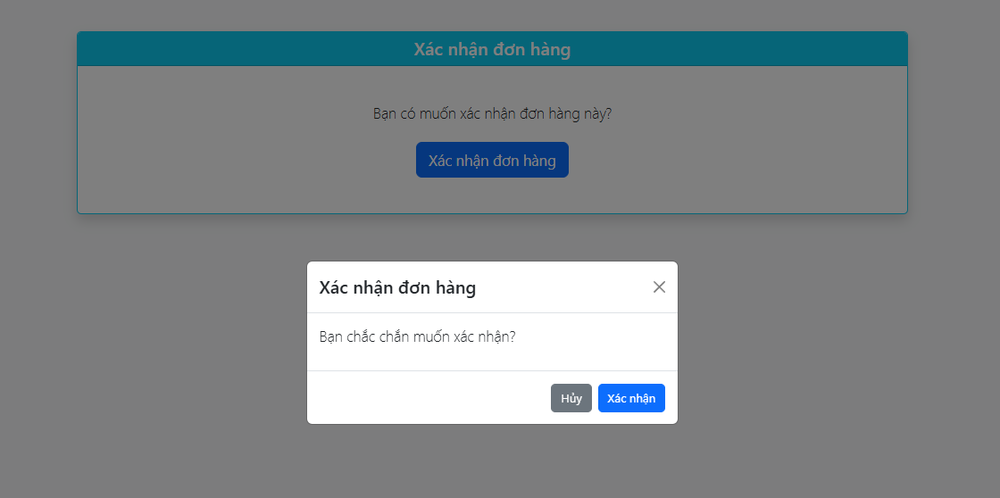 Xác nhận đơn hàng
Bạn có muốn xác nhận đơn hàng này?
Xác nhận đơn hàng
Xác nhận đơn hàng
Bạn chắc chắn muốn xác nhận?
Hủy Xác nhận